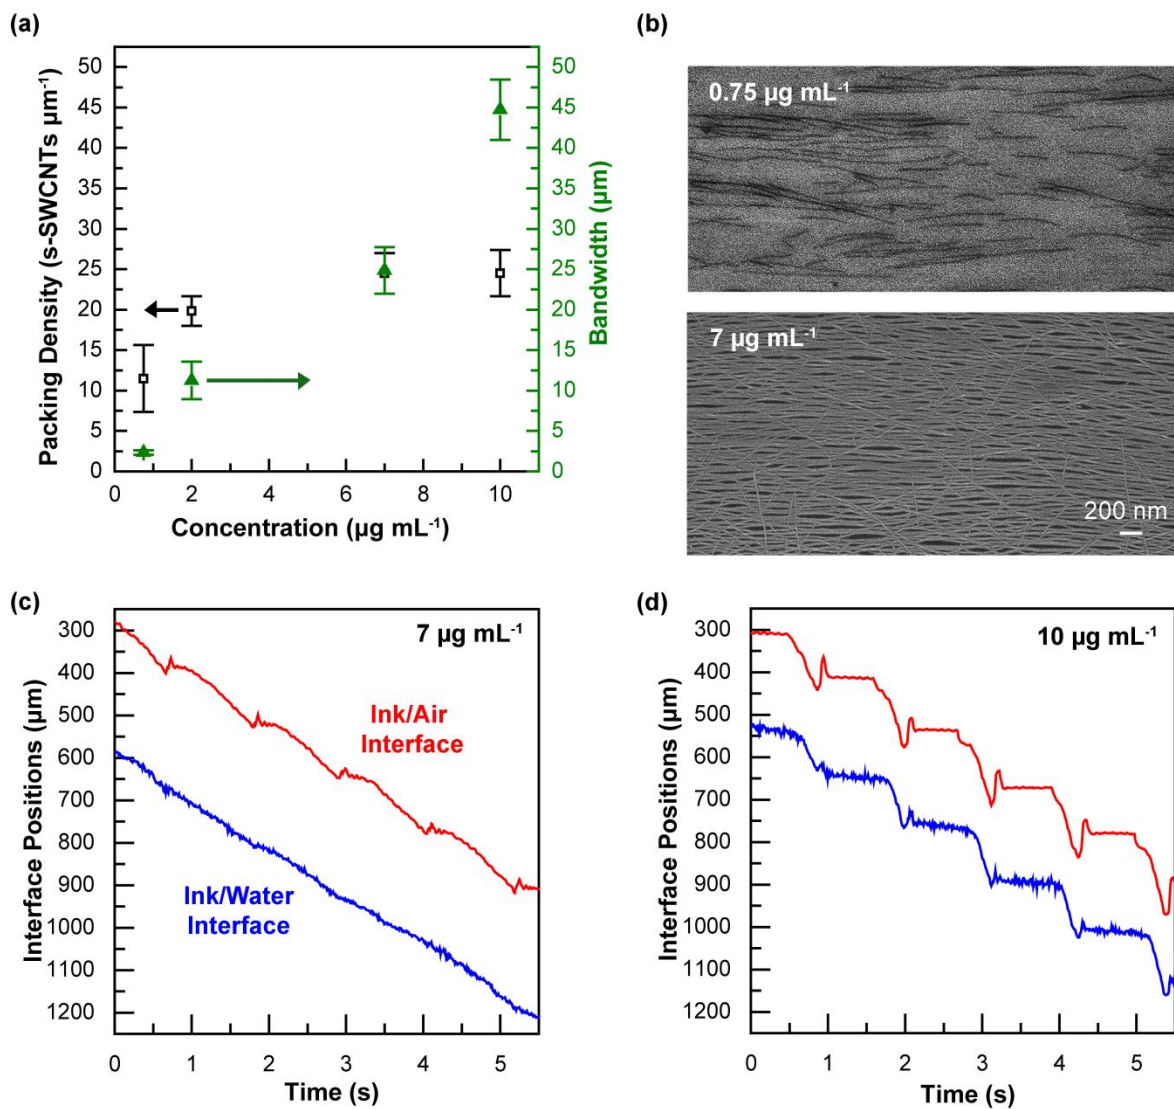 (a)
50
45
40
35
30
25
20
15
10
5
0
Packing Density (s-SWCNTs µm-1)
50
45
40
35
30
25
20
15
10
5
0
Bandwidth (µm)
0 2 4 6 8 10
Concentration (µg mL-1)
(b)
0.75 µg mL-1
7 µg mL-1
200 nm
(c)
7 µg mL-1
300
400
500
600
700
800
900
1000
1100
1200
Interface Positions (µm)
Ink/Air
Interface
Ink/Water
Interface
0 1 2 3 4 5
Time (s)
(d)
10 µg mL-1
300
400
500
600
700
800
900
1000
1100
1200
Interface Positions (µm)
0 1 2 3 4 5
Time (s)